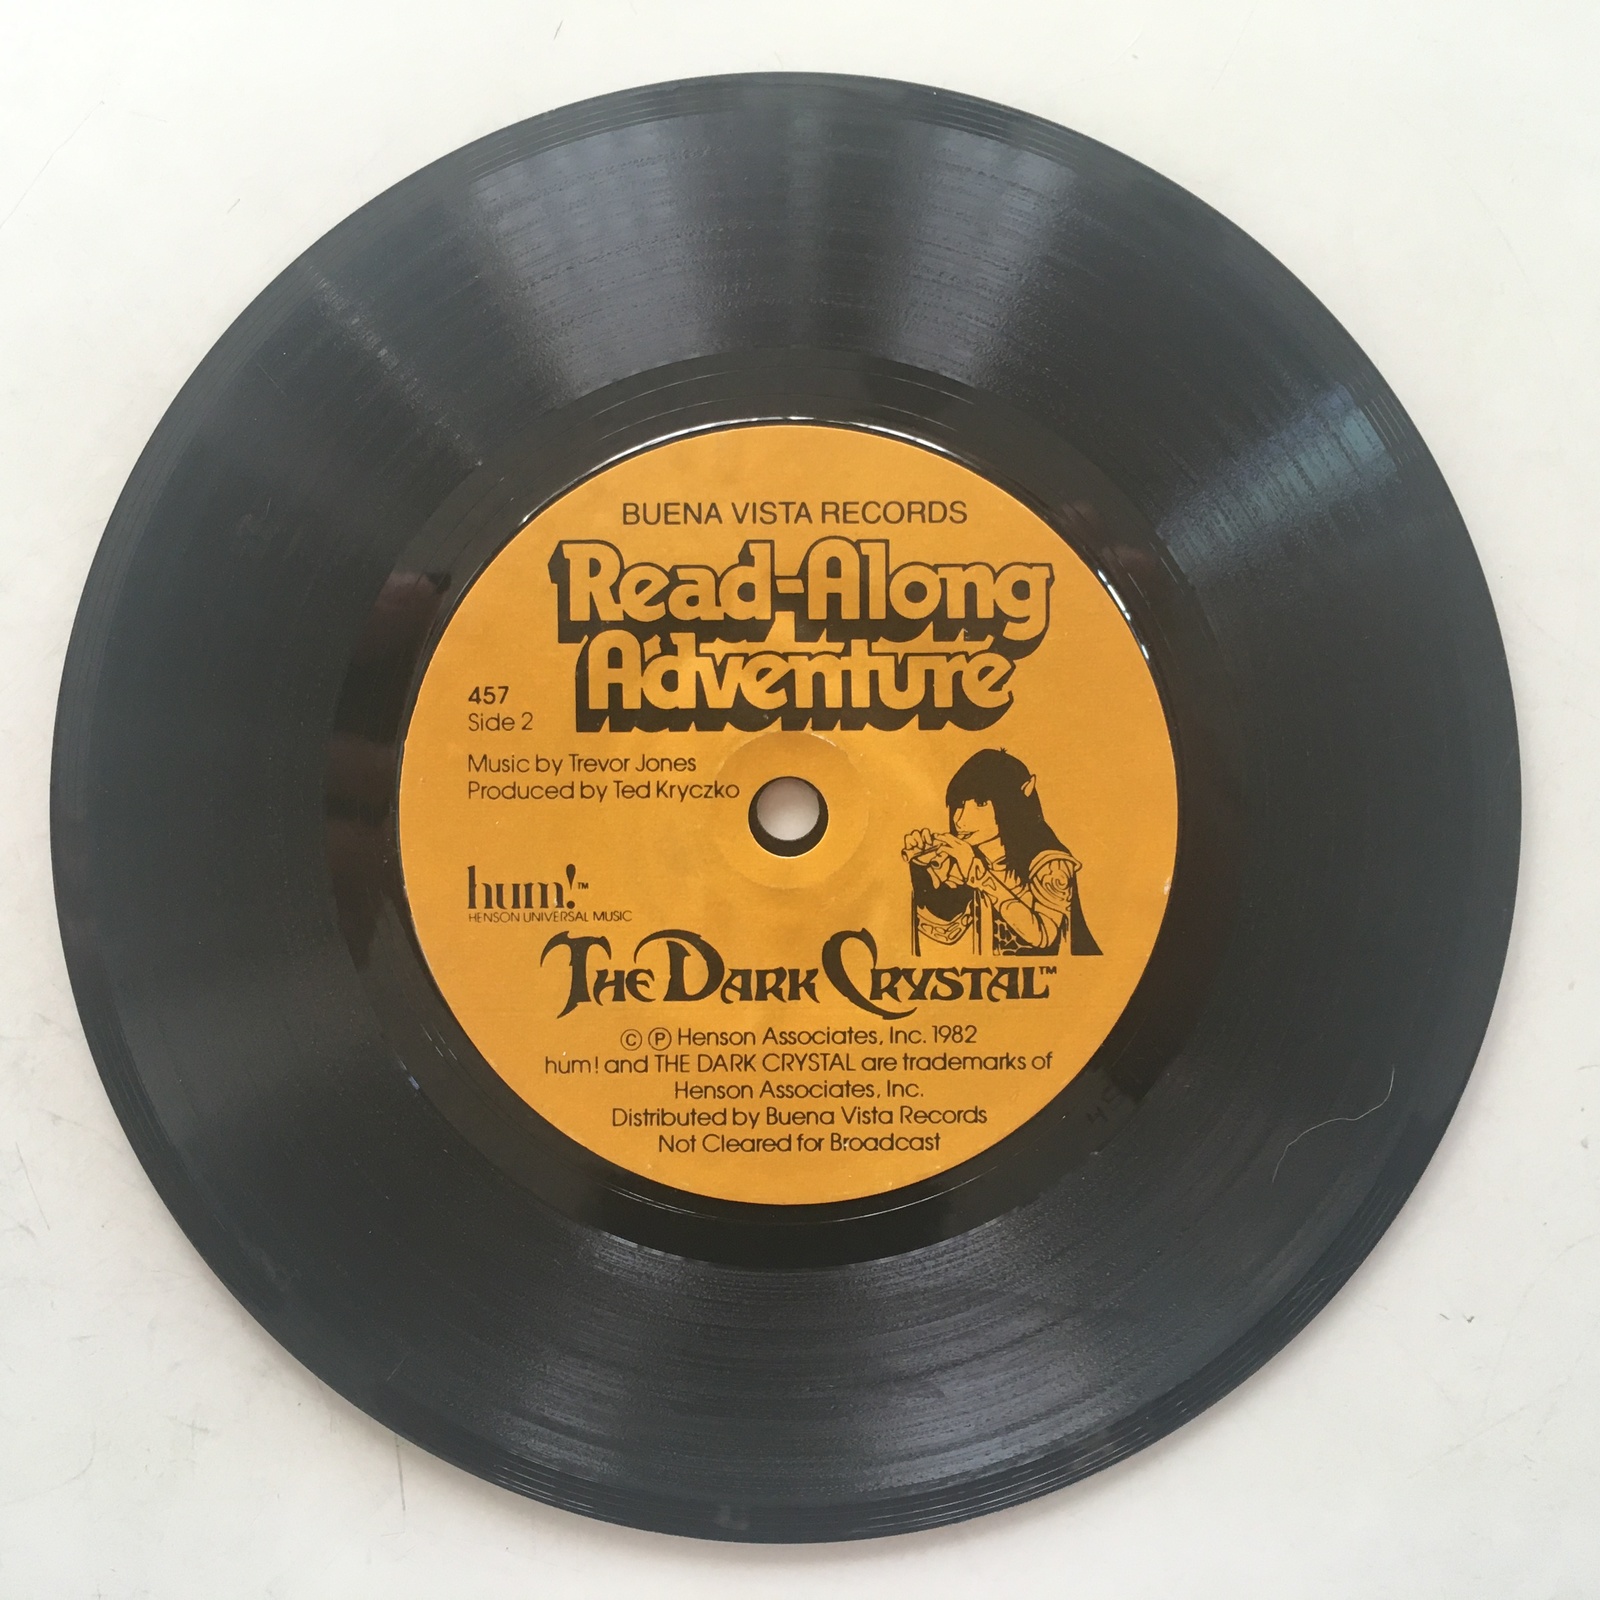 BUENA VISTA RECORDS
Read-Along
Adventure
457
Side 2
Music by Trevor Jones
Produced by Ted Kryczko
hum!™
HENSON UNIVERSAL MUSIC
THE DARK CRYSTAL™
© ℗ Henson Associates, Inc. 1982
hum! and THE DARK CRYSTAL are trademarks of
Henson Associates, Inc.
Distributed by Buena Vista Records
Not Cleared for Broadcast